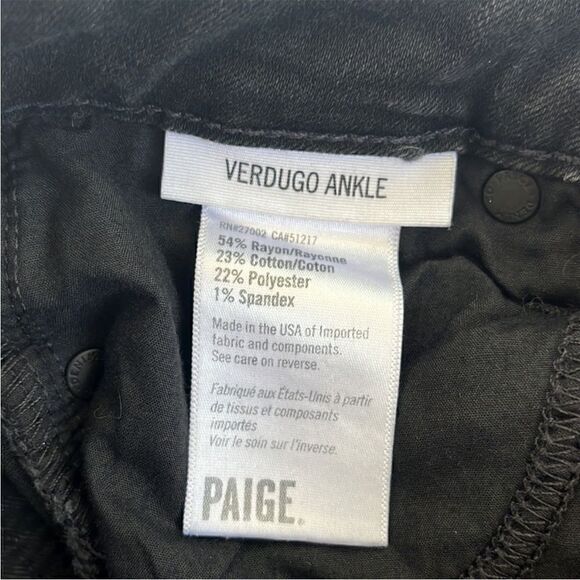 VERDUGO ANKLE
RN#27002 CA#51217
54% Rayon/Rayonne
23% Cotton/Coton
22% Polyester
1% Spandex
Made in the USA of Imported
fabric and components.
See care on reverse.
Fabriqué aux États-Unis à partir
de tissus et composants
importés
Voir le soin sur l'inverse.
PAIGE.